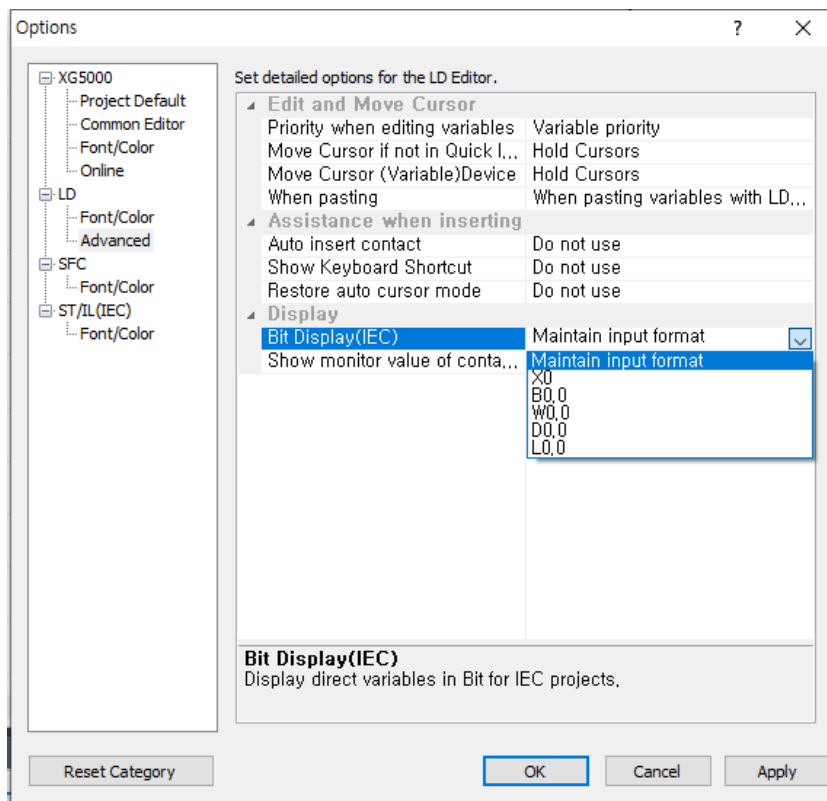 Options
?
XG5000
Project Default
Common Editor
Font/Color
Online
LD
Font/Color
Advanced
SFC
Font/Color
ST/IL(IEC)
Font/Color
Set detailed options for the LD Editor.
Edit and Move Cursor
Priority when editing variables Variable priority
Move Cursor if not in Quick I... Hold Cursors
Move Cursor (Variable)Device Hold Cursors
When pasting When pasting variables with LD...
Assistance when inserting
Auto insert contact Do not use
Show Keyboard Shortcut Do not use
Restore auto cursor mode Do not use
Display
Bit Display(IEC) Maintain input format
Show monitor value of conta... Maintain input format
X0
B0.0
W0.0
D0.0
L0.0
Bit Display(IEC)
Display direct variables in Bit for IEC projects.
Reset Category OK Cancel Apply